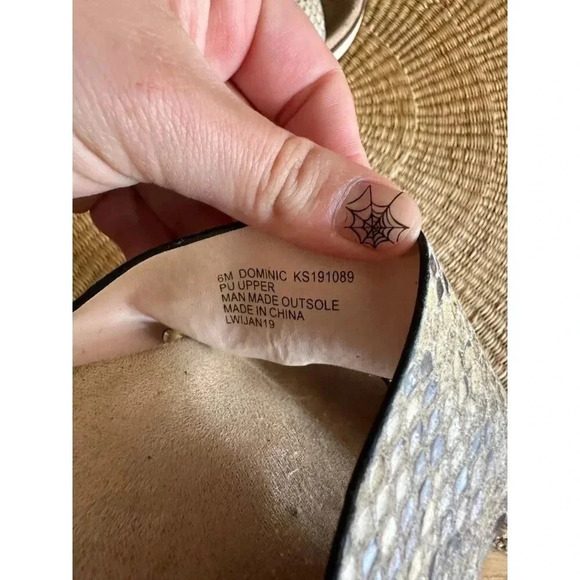 6M DOMINIC KS191089
PU UPPER
MAN MADE OUTSOLE
MADE IN CHINA
LWIJAN19